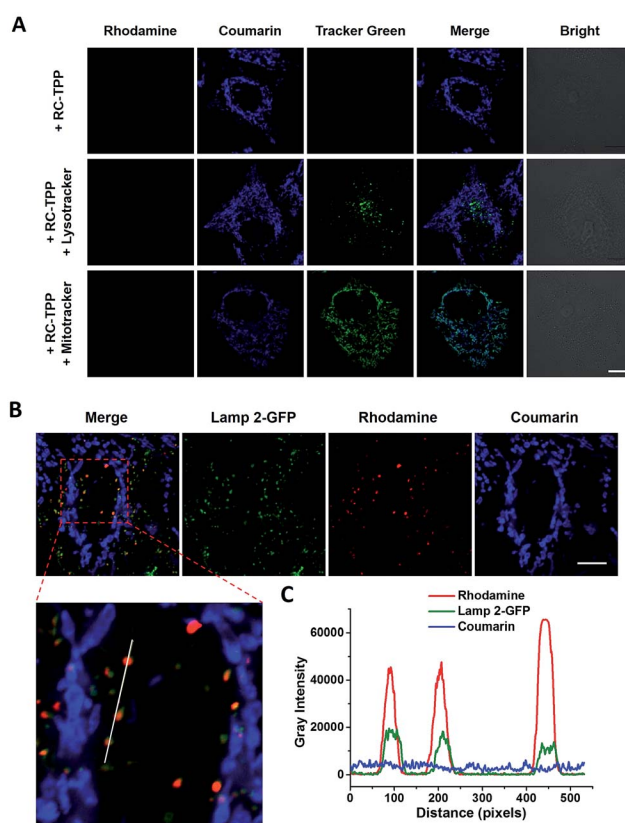 A
Rhodamine Coumarin Tracker Green Merge Bright
+ RC-TPP
+ RC-TPP
+ Lysotracker
+ RC-TPP
+ Mitotracker
B
Merge Lamp 2-GFP Rhodamine Coumarin
C
Rhodamine
Lamp 2-GFP
Coumarin
Gray Intensity
60000
40000
20000
0
0 100 200 300 400 500
Distance (pixels)